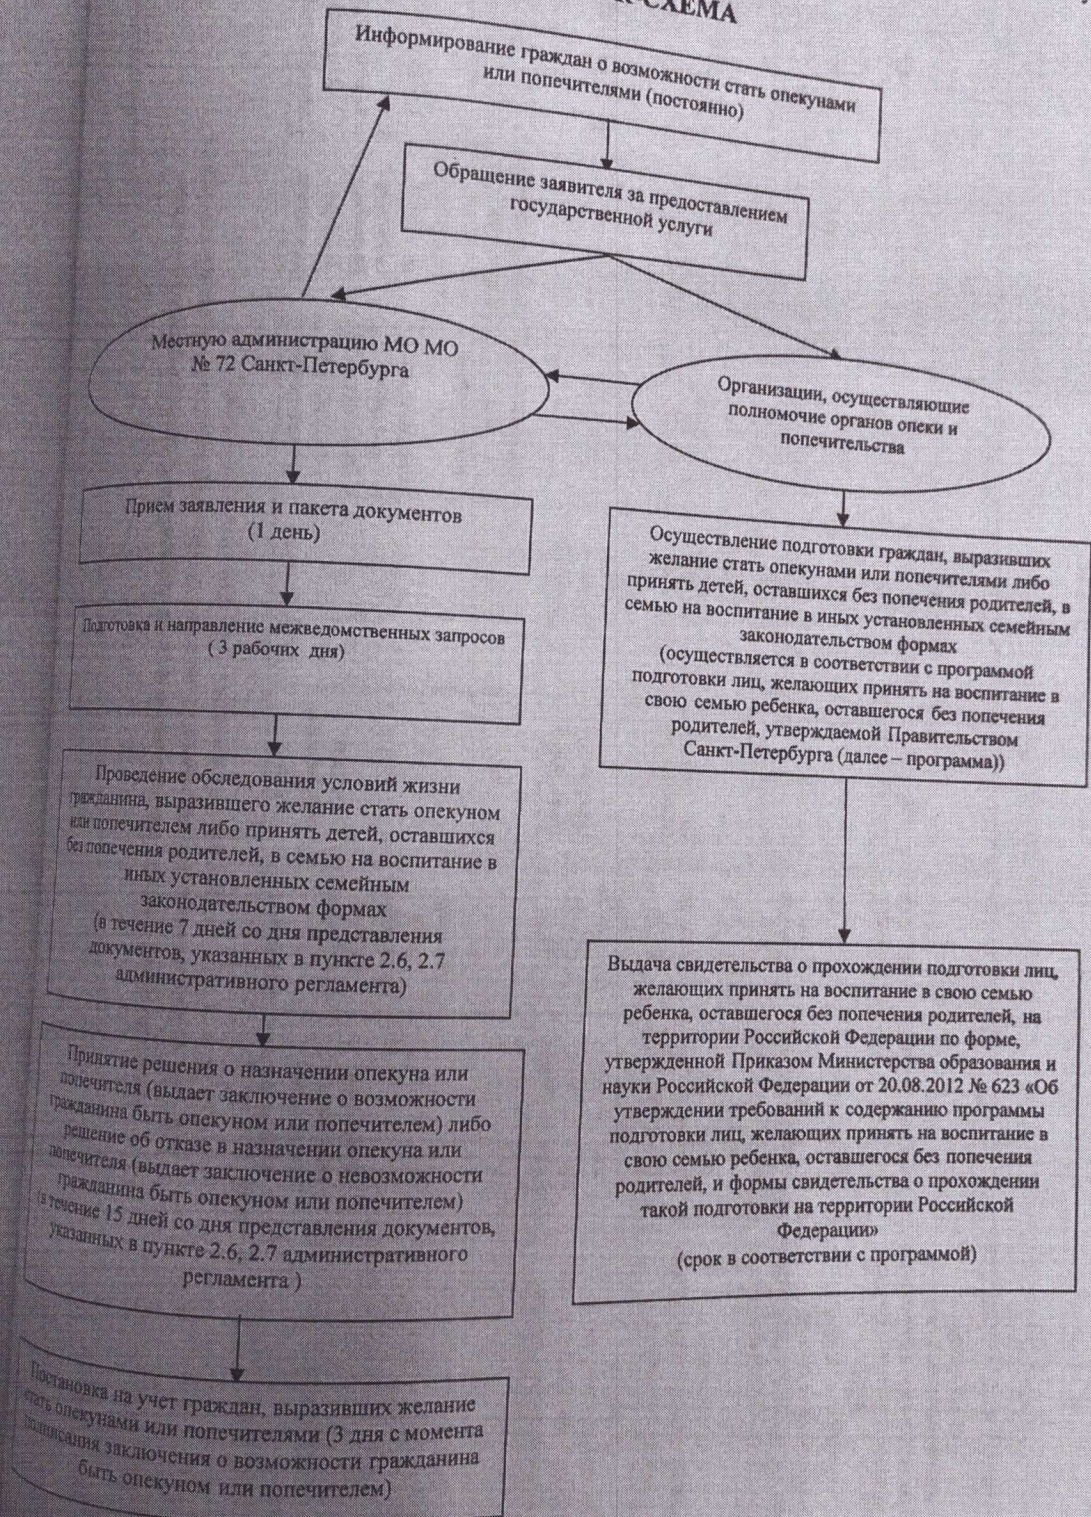 СХЕМА
Информирование граждан о возможности стать опекунами
или попечителями (постоянно)
Обращение заявителя за предоставлением
государственной услуги
Местную администрацию МО МО
№ 72 Санкт-Петербурга
Организации, осуществляющие
полномочие органов опеки и
попечительства
Прием заявления и пакета документов
(1 день)
Подготовка и направление межведомственных запросов
( 3 рабочих дня)
Проведение обследования условий жизни
гражданина, выразившего желание стать опекуном
или попечителем либо принять детей, оставшихся
без попечения родителей, в семью на воспитание в
иных установленных семейным
законодательством формах
(в течение 7 дней со дня представления
документов, указанных в пункте 2.6, 2.7
административного регламента)
Принятие решения о назначении опекуна или
попечителя (выдает заключение о возможности
гражданина быть опекуном или попечителем) либо
решение об отказе в назначении опекуна или
попечителя (выдает заключение о невозможности
гражданина быть опекуном или попечителем)
(в течение 15 дней со дня представления документов,
указанных в пункте 2.6, 2.7 административного
регламента )
Постановка на учет граждан, выразивших желание
стать опекунами или попечителями (3 дня с момента
подписания заключения о возможности гражданина
быть опекуном или попечителем)
Осуществление подготовки граждан, выразивших
желание стать опекунами или попечителями либо
принять детей, оставшихся без попечения родителей, в
семью на воспитание в иных установленных семейным
законодательством формах
(осуществляется в соответствии с программой
подготовки лиц, желающих принять на воспитание в
свою семью ребенка, оставшегося без попечения
родителей, утверждаемой Правительством
Санкт-Петербурга (далее – программа))
Выдача свидетельства о прохождении подготовки лиц,
желающих принять на воспитание в свою семью
ребенка, оставшегося без попечения родителей, на
территории Российской Федерации по форме,
утвержденной Приказом Министерства образования и
науки Российской Федерации от 20.08.2012 № 623 «Об
утверждении требований к содержанию программы
подготовки лиц, желающих принять на воспитание в
свою семью ребенка, оставшегося без попечения
родителей, и формы свидетельства о прохождении
такой подготовки на территории Российской
Федерации»
(срок в соответствии с программой)